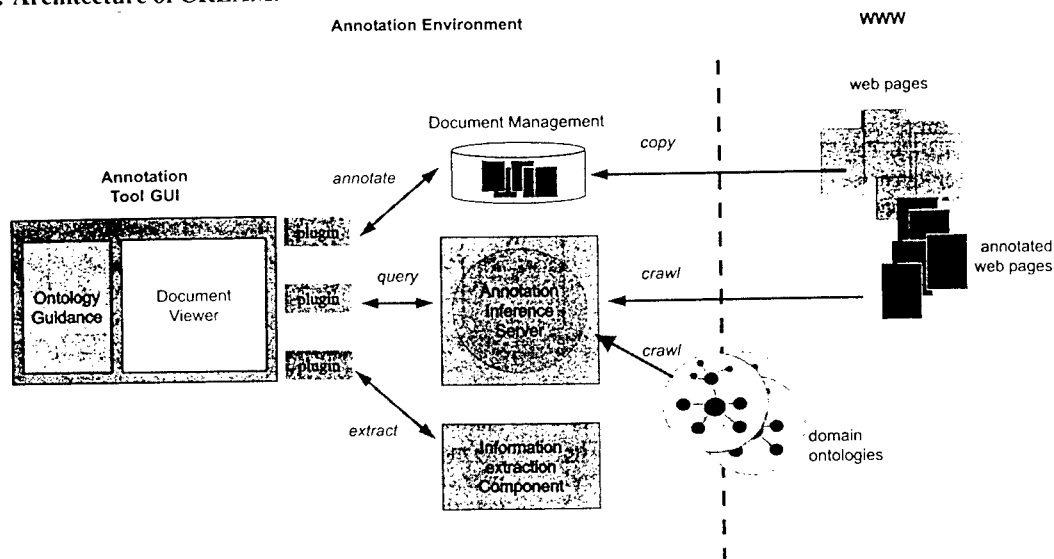 Architecture of
Annotation Environment
WWW
web pages
Document Management
copy
Annotation
Tool GUI
annotate
plugin
annotated
web pages
query
crawl
Ontology
Guidance
Document
Viewer
plugin
Annotation
Inference
Server
crawl
plugin
extract
domain
ontologies
Information
extraction
Component